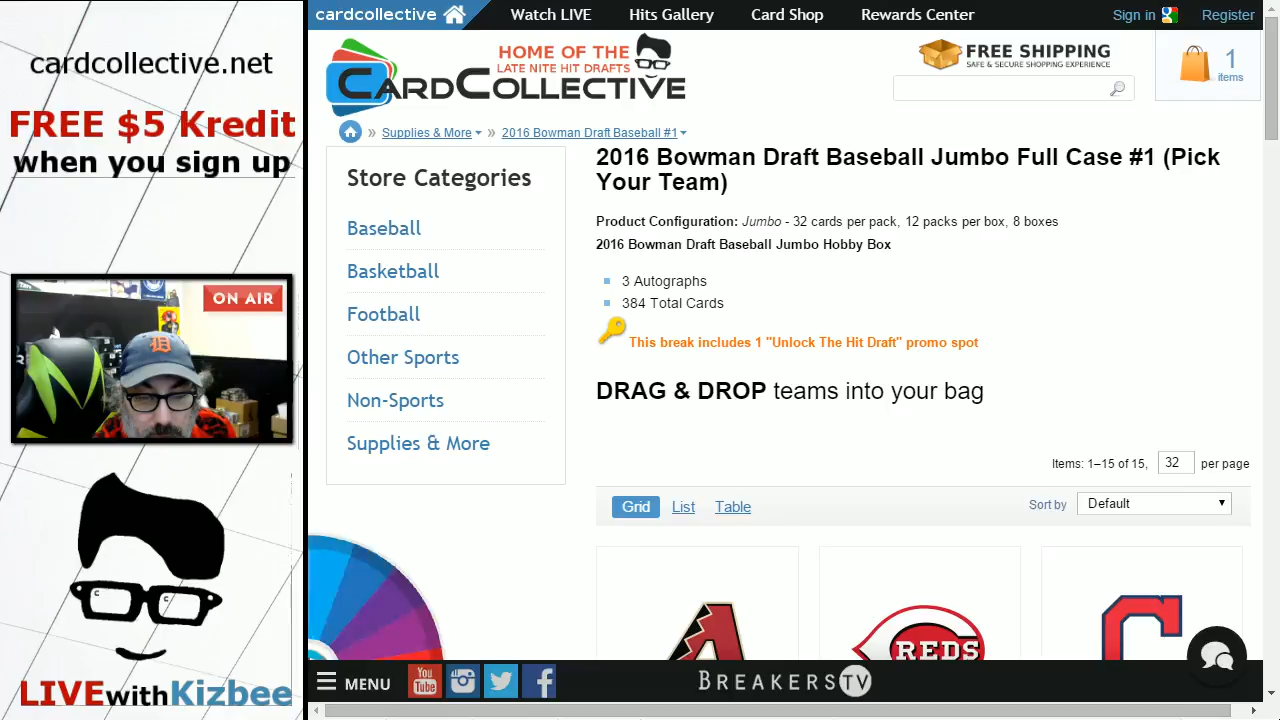 cardcollective.net
FREE $5 Kredit
when you sign up
ON AIR
D
LIVEwithKizbee
cardcollective
Watch LIVE
Hits Gallery
Card Shop
Rewards Center
Sign in
Register
HOME OF THE
LATE NITE HIT DRAFTS
CARDCOLLECTIVE
FREE SHIPPING
SAFE & SECURE SHOPPING EXPERIENCE
1
items
» Supplies & More » 2016 Bowman Draft Baseball #1
Store Categories
Baseball
Basketball
Football
Other Sports
Non-Sports
Supplies & More
2016 Bowman Draft Baseball Jumbo Full Case #1 (Pick
Your Team)
Product Configuration: Jumbo - 32 cards per pack, 12 packs per box, 8 boxes
2016 Bowman Draft Baseball Jumbo Hobby Box
3 Autographs
384 Total Cards
This break includes 1 "Unlock The Hit Draft" promo spot
DRAG & DROP teams into your bag
Items: 1–15 of 15, 32 per page
Grid
List
Table
Sort by
Default
A
REDS
C
MENU
You
Tube
BREAKERSTV